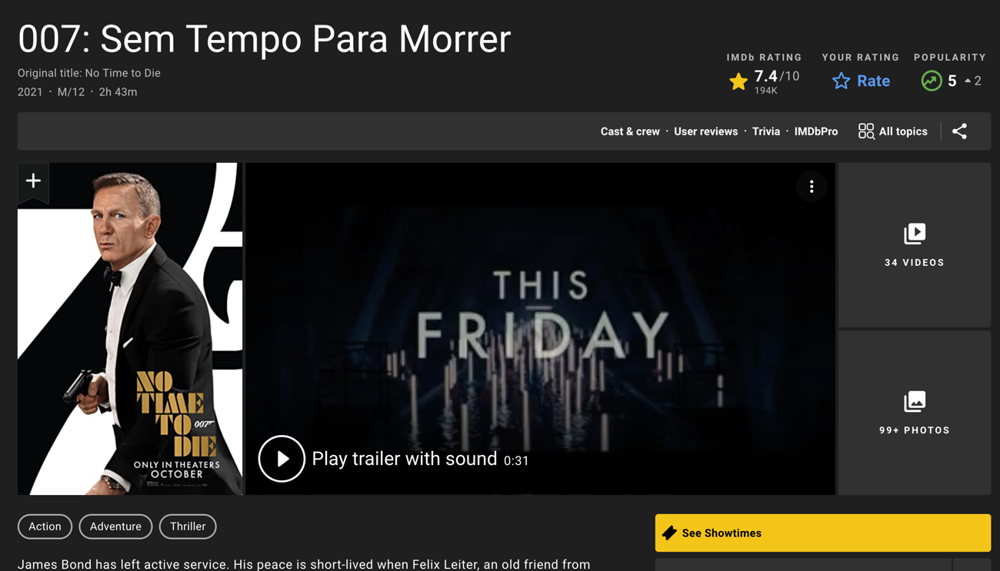 007: Sem Tempo Para Morrer
Original title: No Time to Die
2021 · M/12 · 2h 43m
IMDb RATING
7.4/10
194K
YOUR RATING
Rate
POPULARITY
5
2
Cast & crew · User reviews · Trivia · IMDbPro
All topics
NO
TIME
TO
007
DIE
ONLY IN THEATERS
OCTOBER
THIS
FRIDAY
Play trailer with sound 0:31
34 VIDEOS
99+ PHOTOS
Action
Adventure
Thriller
See Showtimes
James Bond has left active service. His peace is short-lived when Felix Leiter, an old friend from